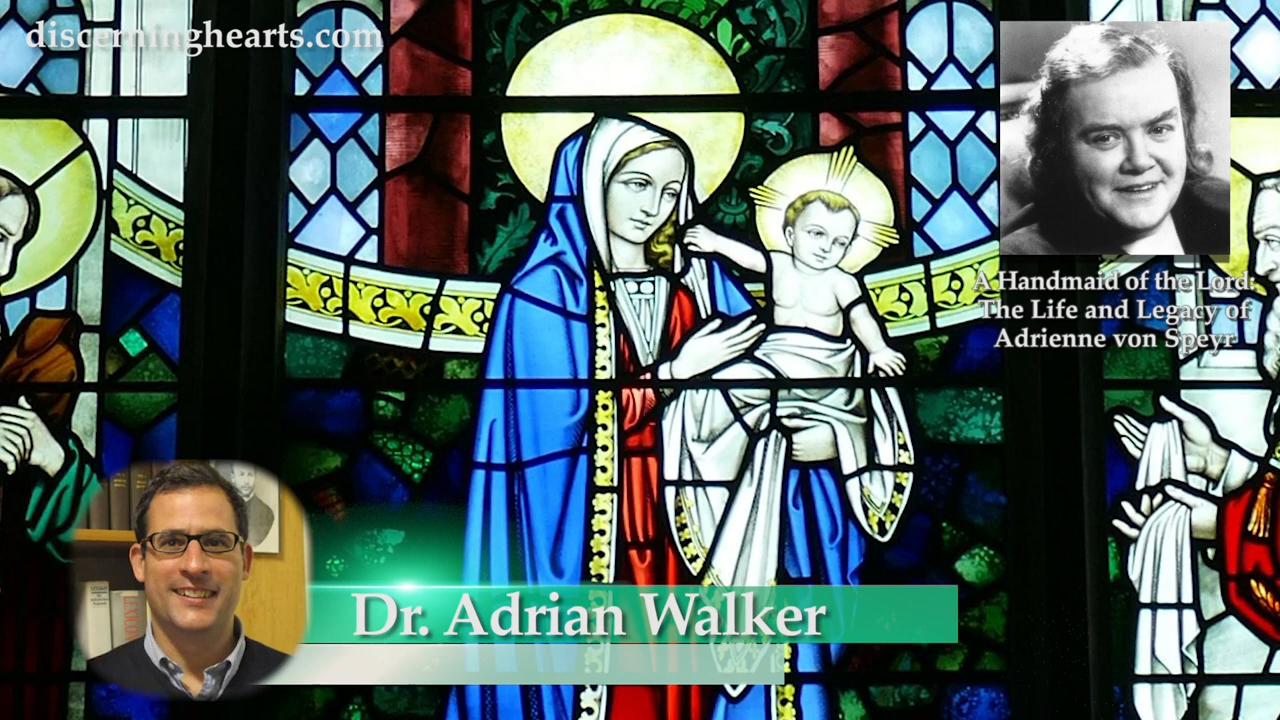 discerninghearts.com
A Handmaid of the Lord:
The Life and Legacy of
Adrienne von Speyr
Dr. Adrian Walker